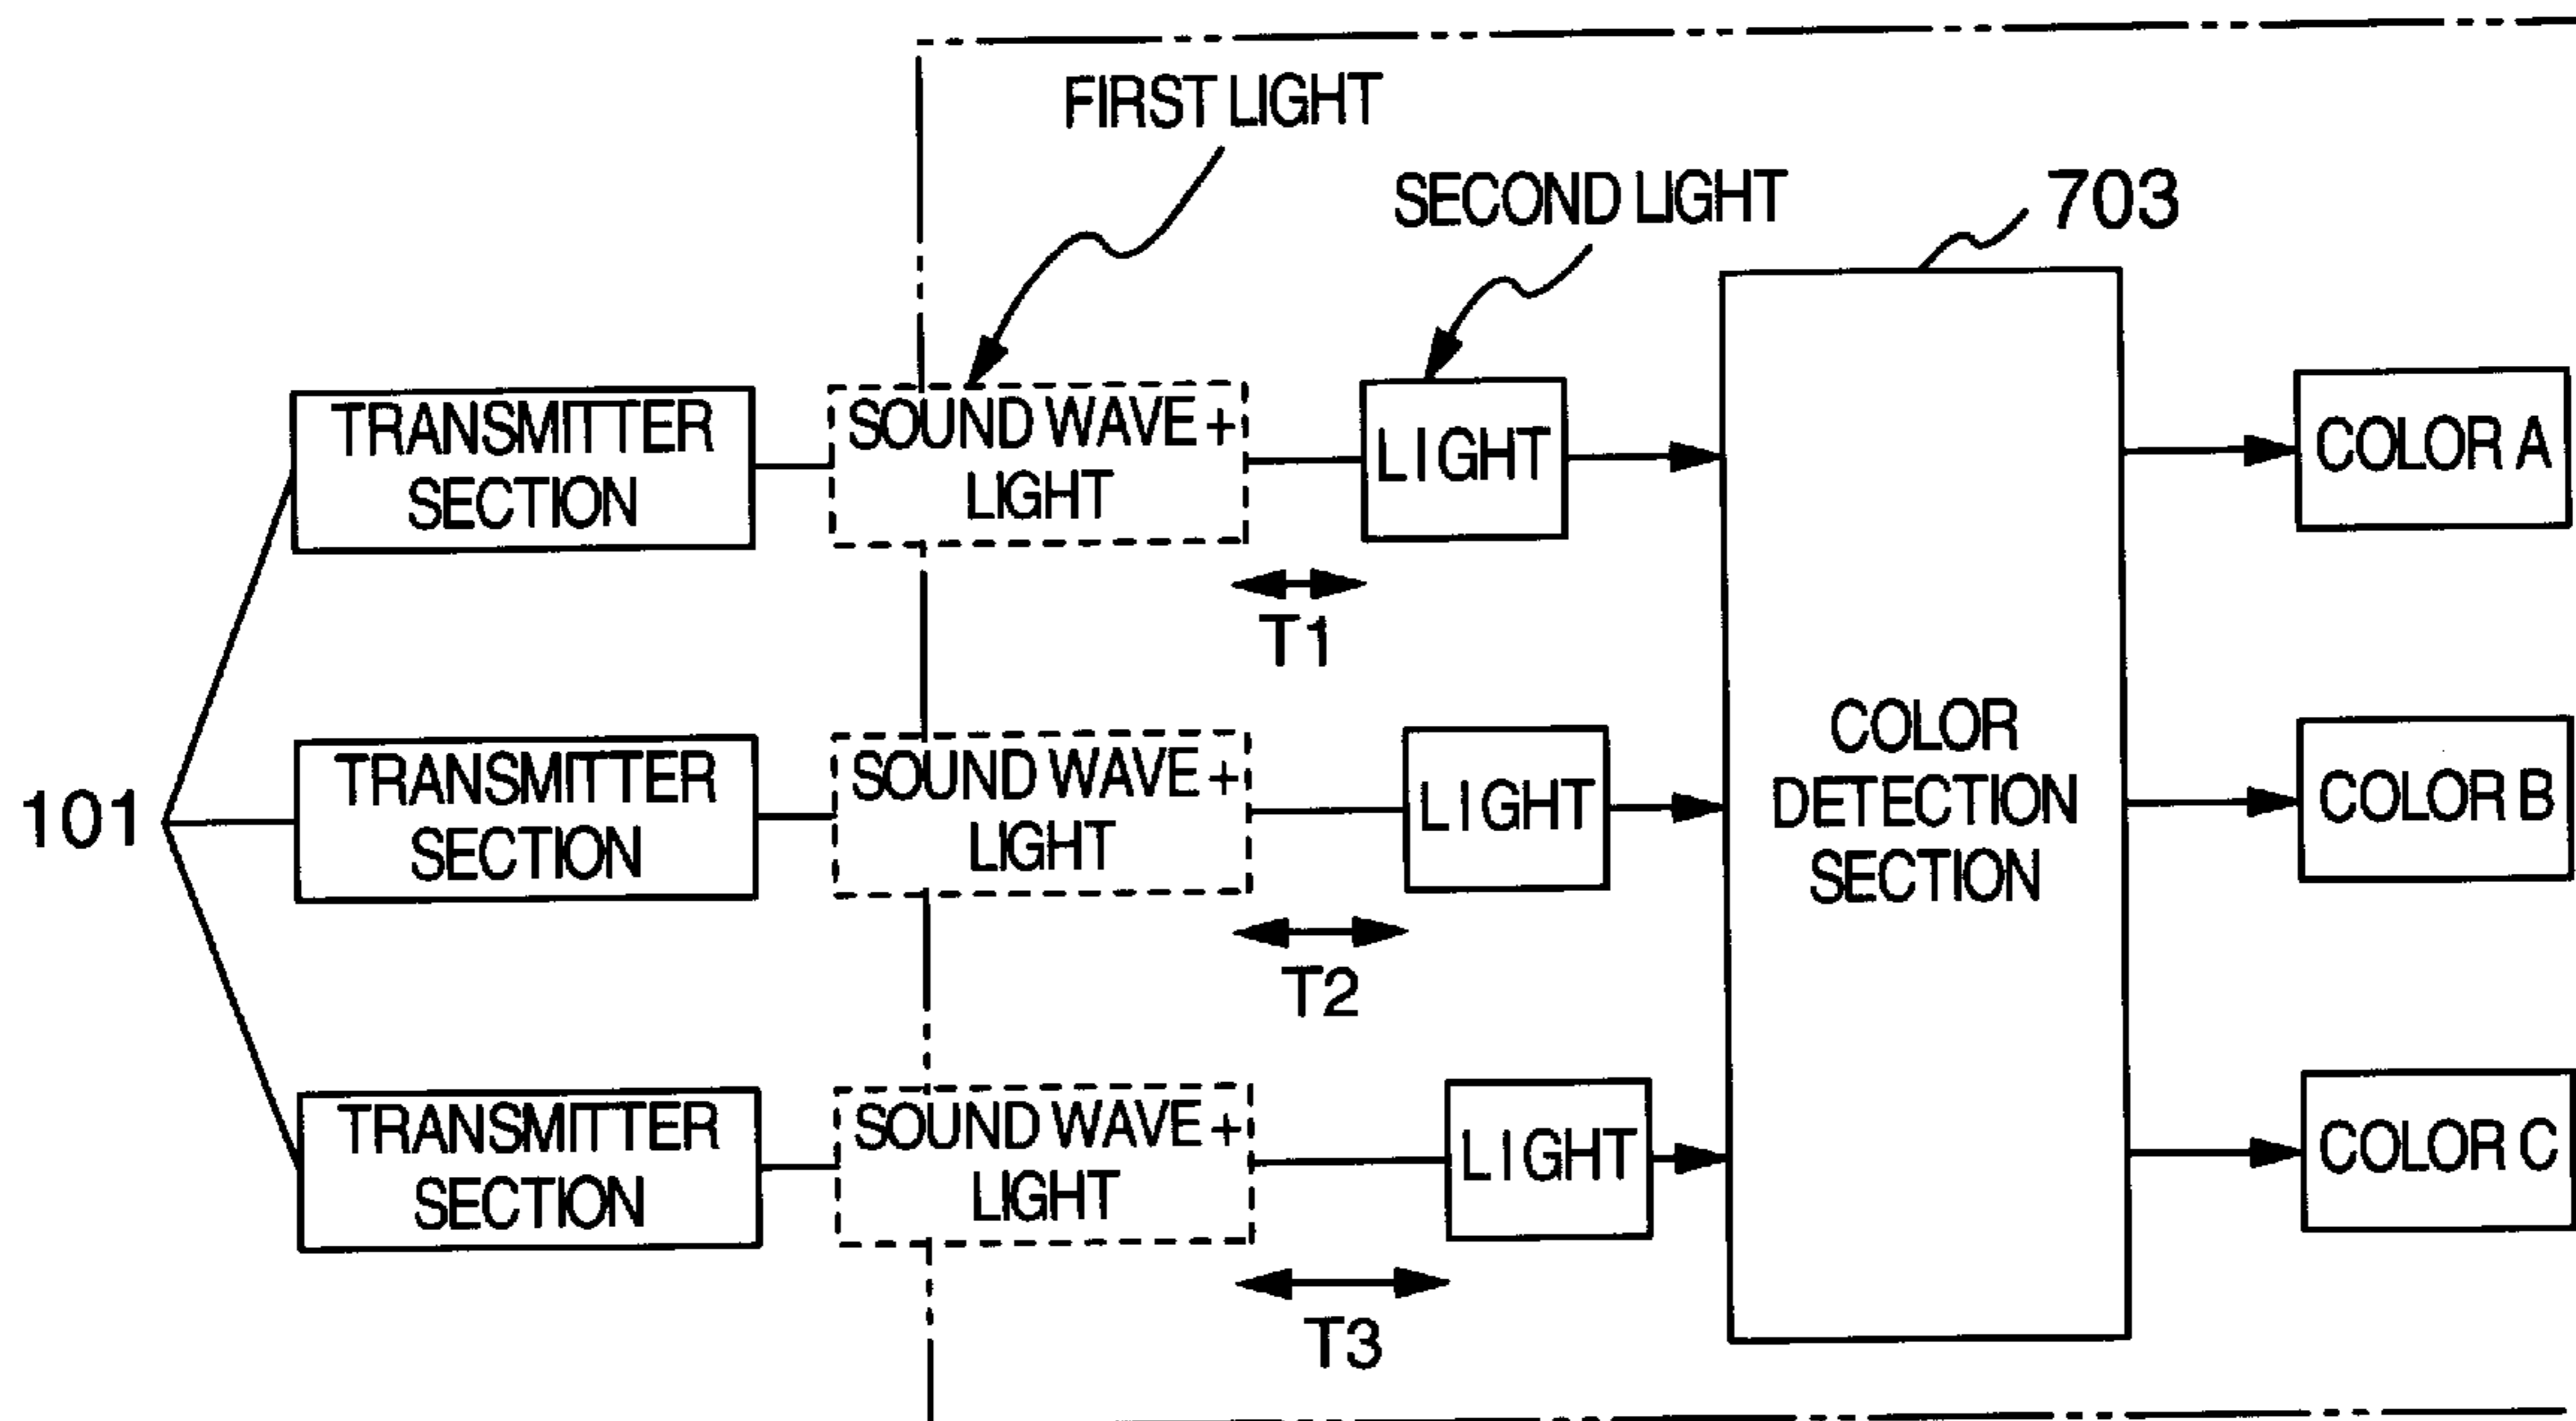 FIRST LIGHT
SECOND LIGHT
703
TRANSMITTER
SECTION
SOUND WAVE +
LIGHT
LIGHT
COLOR A
T1
101
TRANSMITTER
SECTION
SOUND WAVE +
LIGHT
LIGHT
COLOR
DETECTION
SECTION
COLOR B
T2
TRANSMITTER
SECTION
SOUND WAVE +
LIGHT
LIGHT
COLOR C
T3